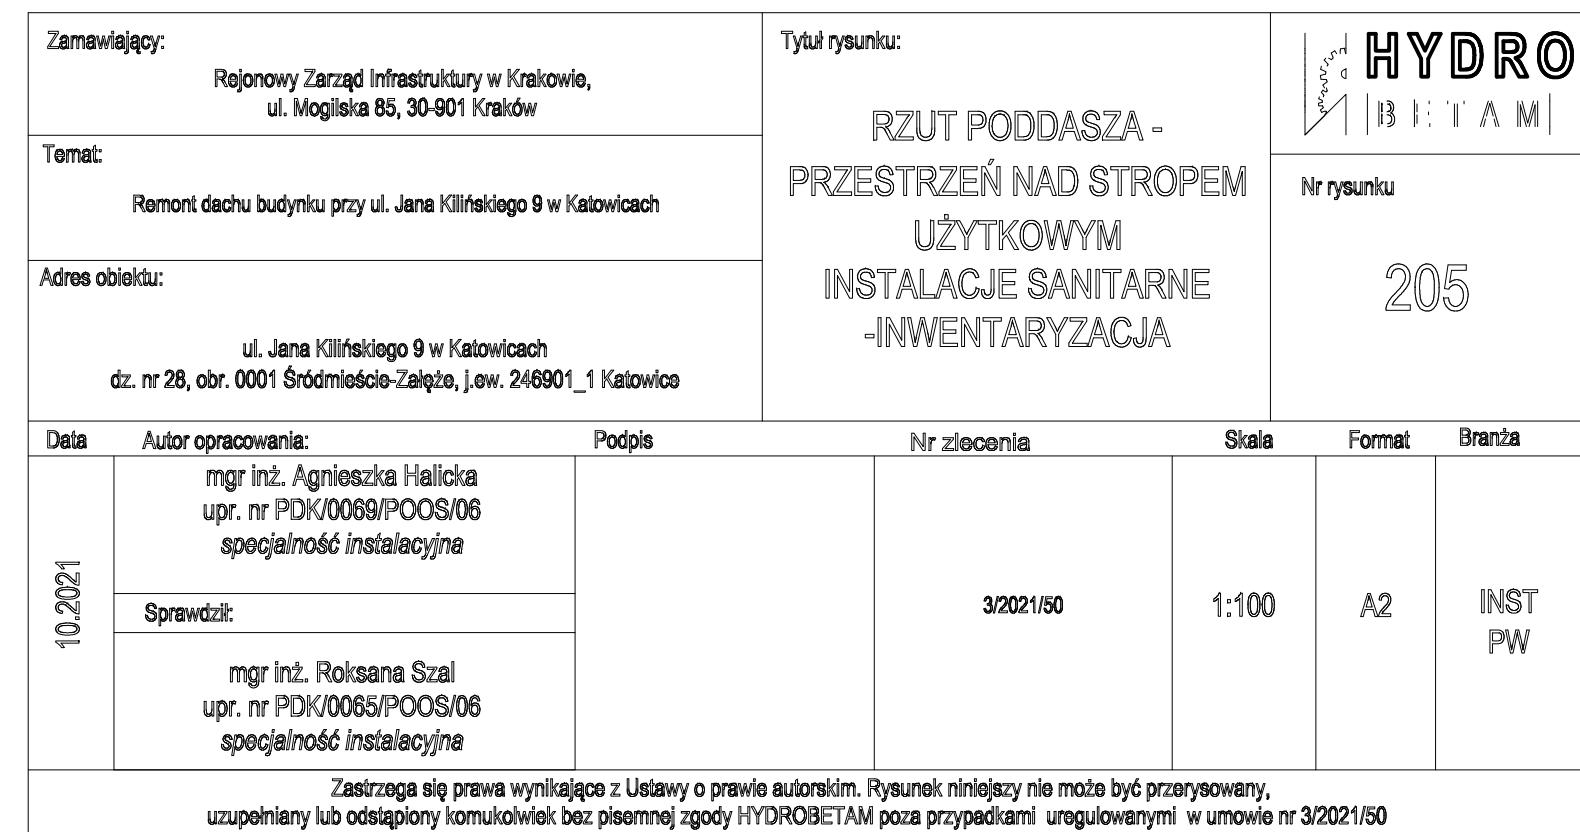 Zamawiający:
Rejonowy Zarząd Infrastruktury w Krakowie,
ul. Mogilska 85, 30-901 Kraków
Temat:
Remont dachu budynku przy ul. Jana Kilińskiego 9 w Katowicach
Adres obiektu:
ul. Jana Kilińskiego 9 w Katowicach
dz. nr 28, obr. 0001 Śródmieście-Załęże, j.ew. 246901_1 Katowice
Tytuł rysunku:
RZUT PODDASZA -
PRZESTRZEŃ NAD STROPEM
UŻYTKOWYM
INSTALACJE SANITARNE
-INWENTARYZACJA
HYDRO
BETAM
Nr rysunku
205
Data
Autor opracowania:
Podpis
Nr zlecenia
Skala
Format
Branża
10.2021
mgr inż. Agnieszka Halicka
upr. nr PDK/0069/POOS/06
specjalność instalacyjna
Sprawdził:
mgr inż. Roksana Szal
upr. nr PDK/0065/POOS/06
specjalność instalacyjna
3/2021/50
1:100
A2
INST
PW
Zastrzega się prawa wynikające z Ustawy o prawie autorskim. Rysunek niniejszy nie może być przerysowany,
uzupełniany lub odstąpiony komukolwiek bez pisemnej zgody HYDROBETAM poza przypadkami uregulowanymi w umowie nr 3/2021/50